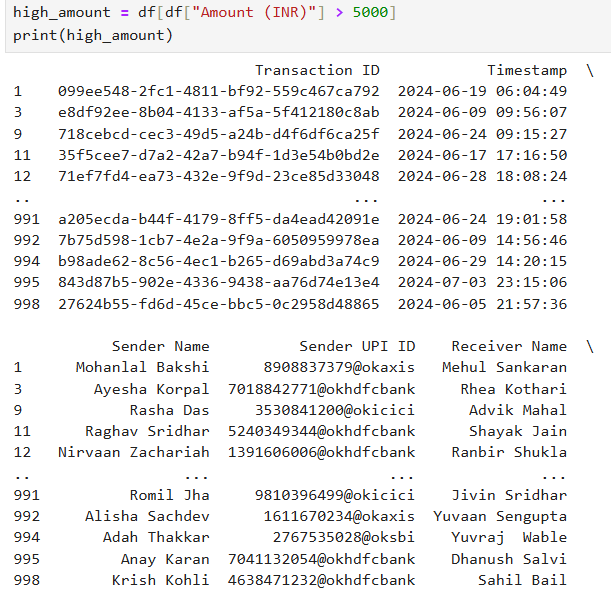 high_amount = df[df["Amount (INR)"] > 5000]
print(high_amount)
Transaction ID Timestamp \
1 099ee548-2fc1-4811-bf92-559c467ca792 2024-06-19 06:04:49
3 e8df92ee-8b04-4133-af5a-5f412180c8ab 2024-06-09 09:56:07
9 718cebcd-cec3-49d5-a24b-d4f6df6ca25f 2024-06-24 09:15:27
11 35f5cee7-d7a2-42a7-b94f-1d3e54b0bd2e 2024-06-17 17:16:50
12 71ef7fd4-ea73-432e-9f9d-23ce85d33048 2024-06-28 18:08:24
.. ... ...
991 a205ecda-b44f-4179-8ff5-da4ead42091e 2024-06-24 19:01:58
992 7b75d598-1cb7-4e2a-9f9a-6050959978ea 2024-06-09 14:56:46
994 b98ade62-8c56-4ec1-b265-d69abd3a74c9 2024-06-29 14:20:15
995 843d87b5-902e-4336-9438-aa76d74e13e4 2024-07-03 23:15:06
998 27624b55-fd6d-45ce-bbc5-0c2958d48865 2024-06-05 21:57:36
Sender Name Sender UPI ID Receiver Name \
1 Mohanlal Bakshi 8908837379@okaxis Mehul Sankaran
3 Ayesha Korpal 7018842771@okhdfcbank Rhea Kothari
9 Rasha Das 3530841200@okicici Advik Mahal
11 Raghav Sridhar 5240349344@okhdfcbank Shayak Jain
12 Nirvaan Zachariah 1391606006@okhdfcbank Ranbir Shukla
.. ... ... ...
991 Romil Jha 9810396499@okicici Jivin Sridhar
992 Alisha Sachdev 1611670234@okaxis Yuvaan Sengupta
994 Adah Thakkar 2767535028@oksbi Yuvraj  Wable
995 Anay Karan 7041132054@okhdfcbank Dhanush Salvi
998 Krish Kohli 4638471232@okhdfcbank Sahil Bail